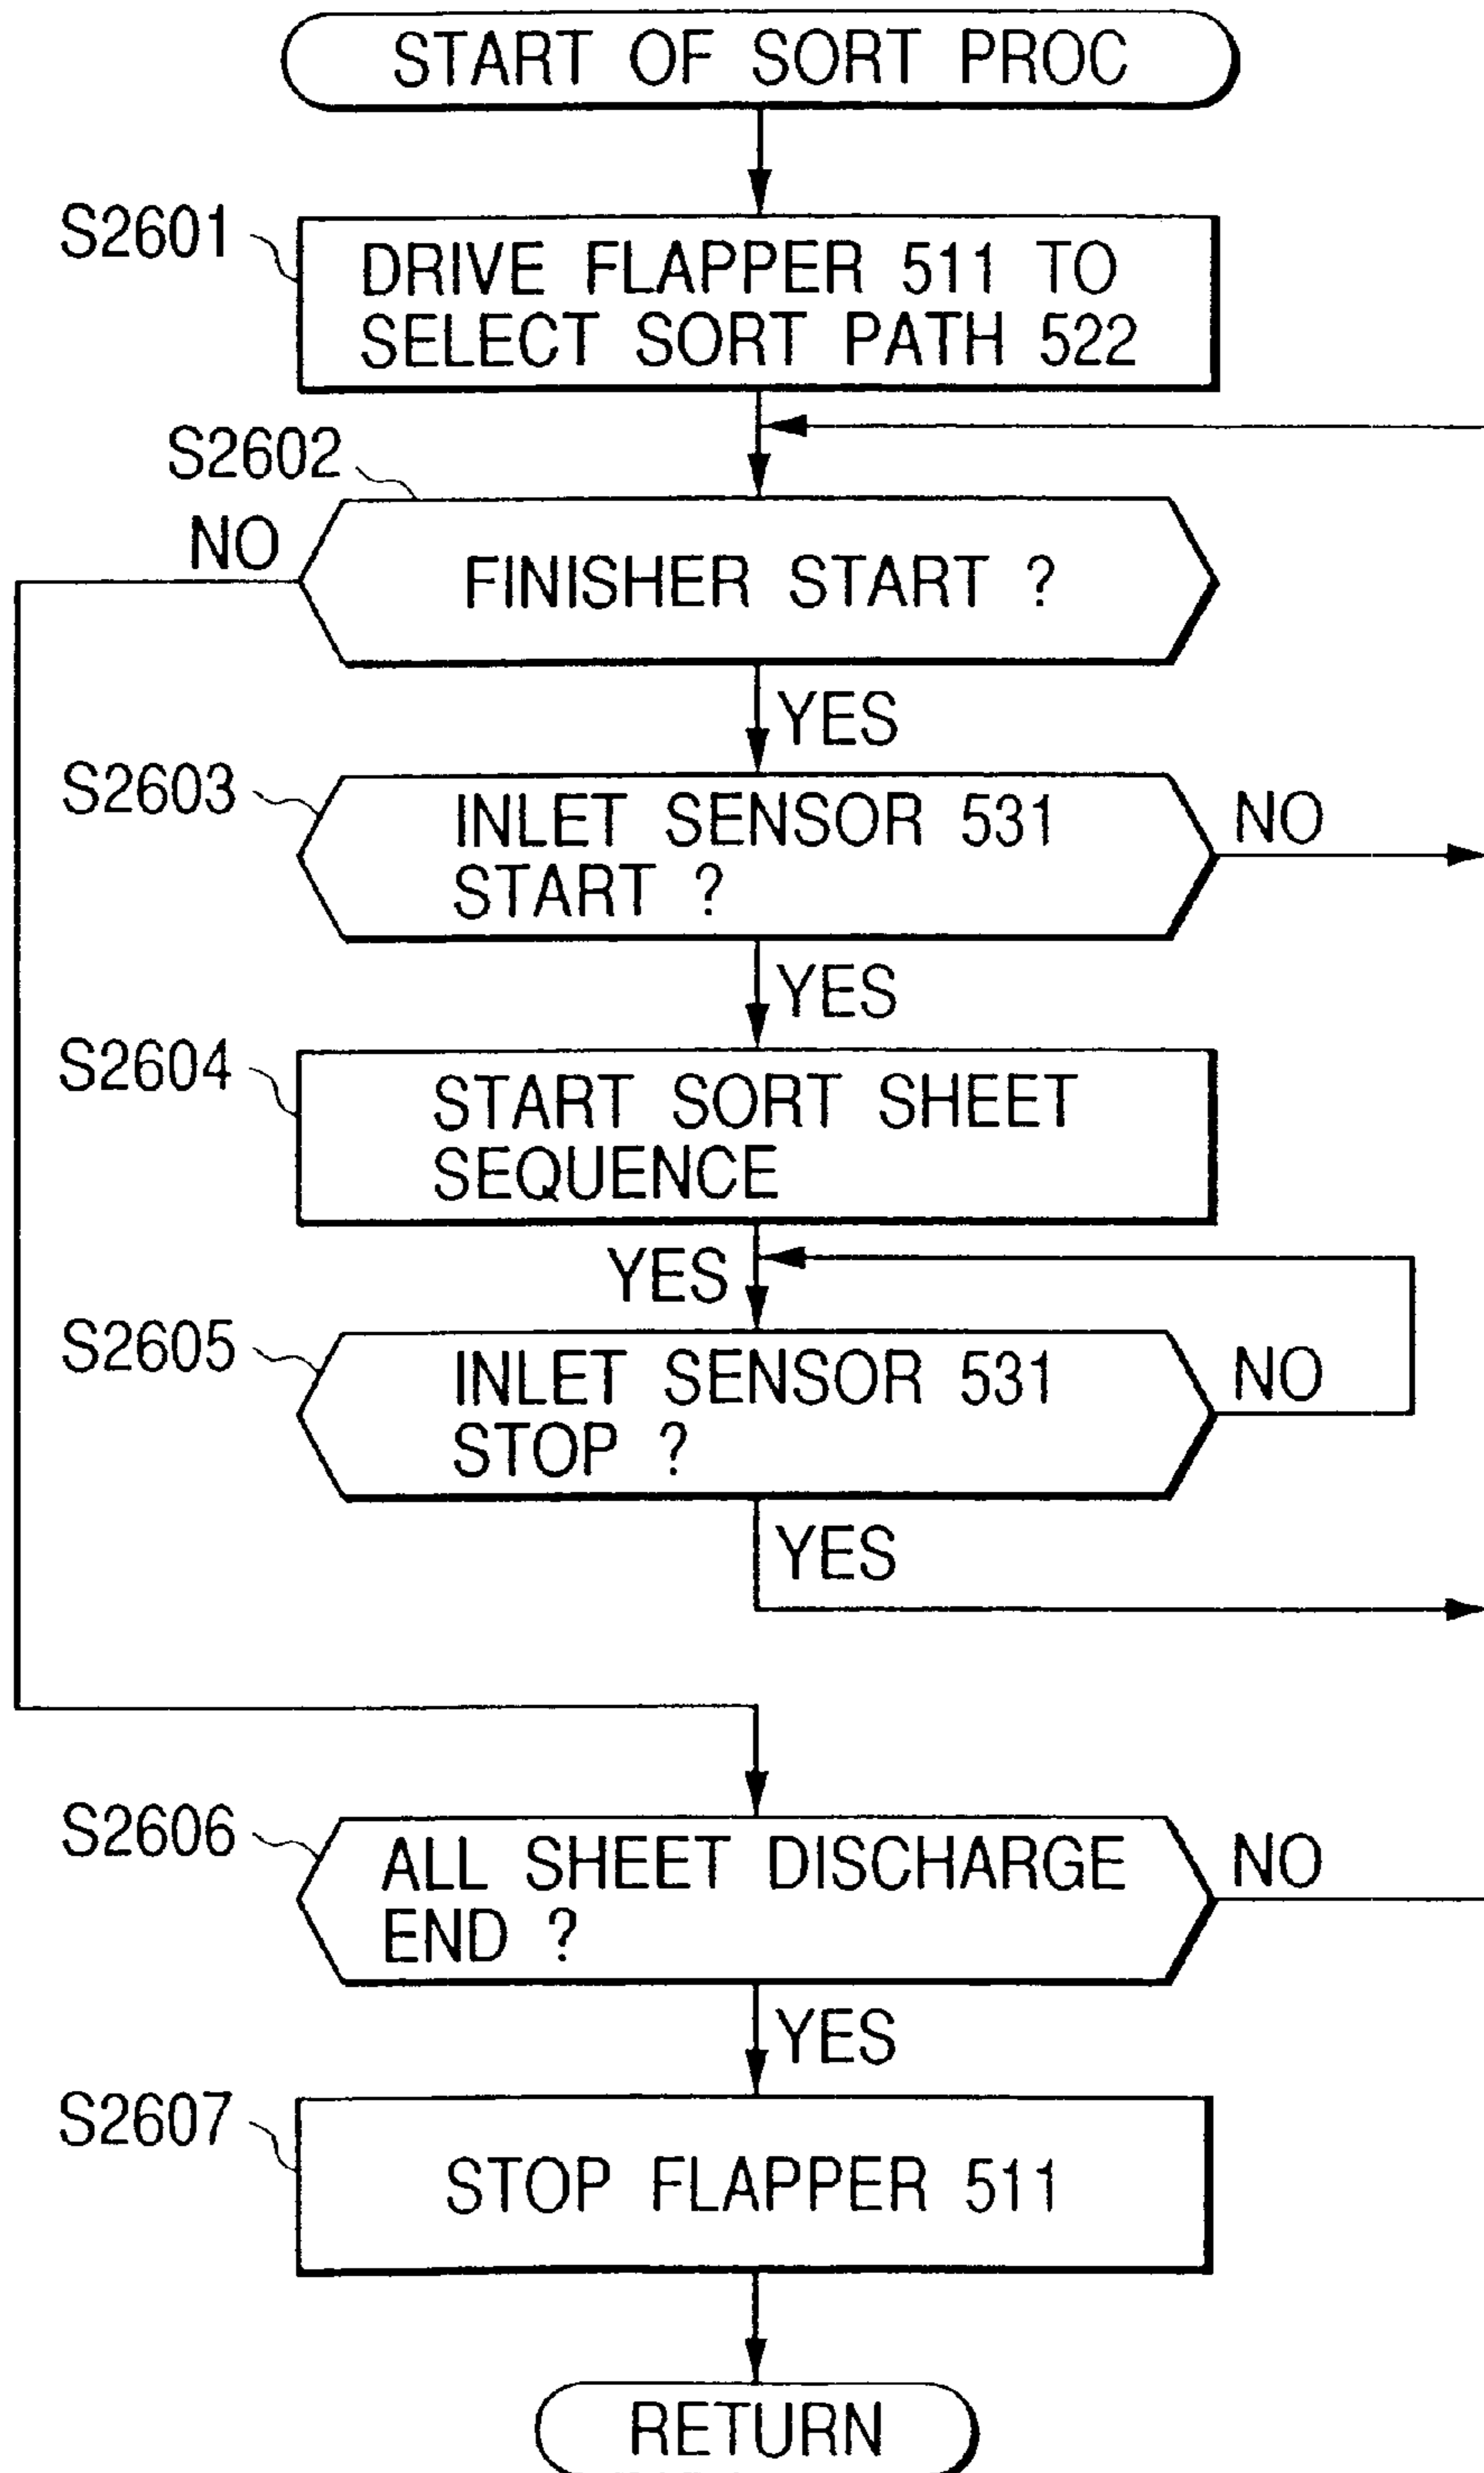 START OF SORT PROC
S2601
DRIVE FLAPPER 511 TO
SELECT SORT PATH 522
S2602
NO
FINISHER START ?
YES
S2603
INLET SENSOR 531
START ?
NO
YES
S2604
START SORT SHEET
SEQUENCE
YES
S2605
INLET SENSOR 531
STOP ?
NO
YES
S2606
ALL SHEET DISCHARGE
END ?
NO
YES
S2607
STOP FLAPPER 511
RETURN